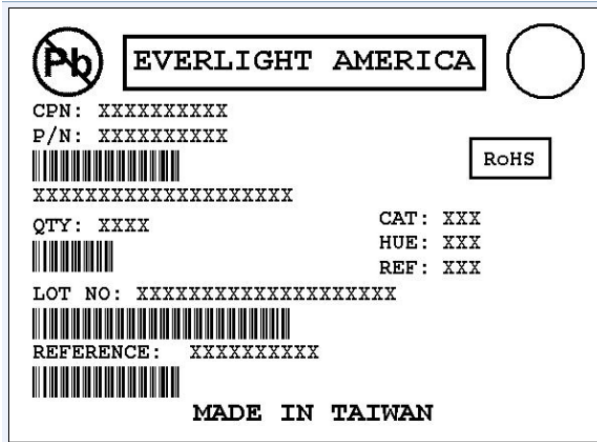 Pb
EVERLIGHT AMERICA
CPN: XXXXXXXXXX
P/N: XXXXXXXXXX
RoHS
XXXXXXXXXXXXXXXXXXXX
QTY: XXXX
CAT: XXX
HUE: XXX
REF: XXX
LOT NO: XXXXXXXXXXXXXXXXXXXX
REFERENCE: XXXXXXXXXX
MADE IN TAIWAN